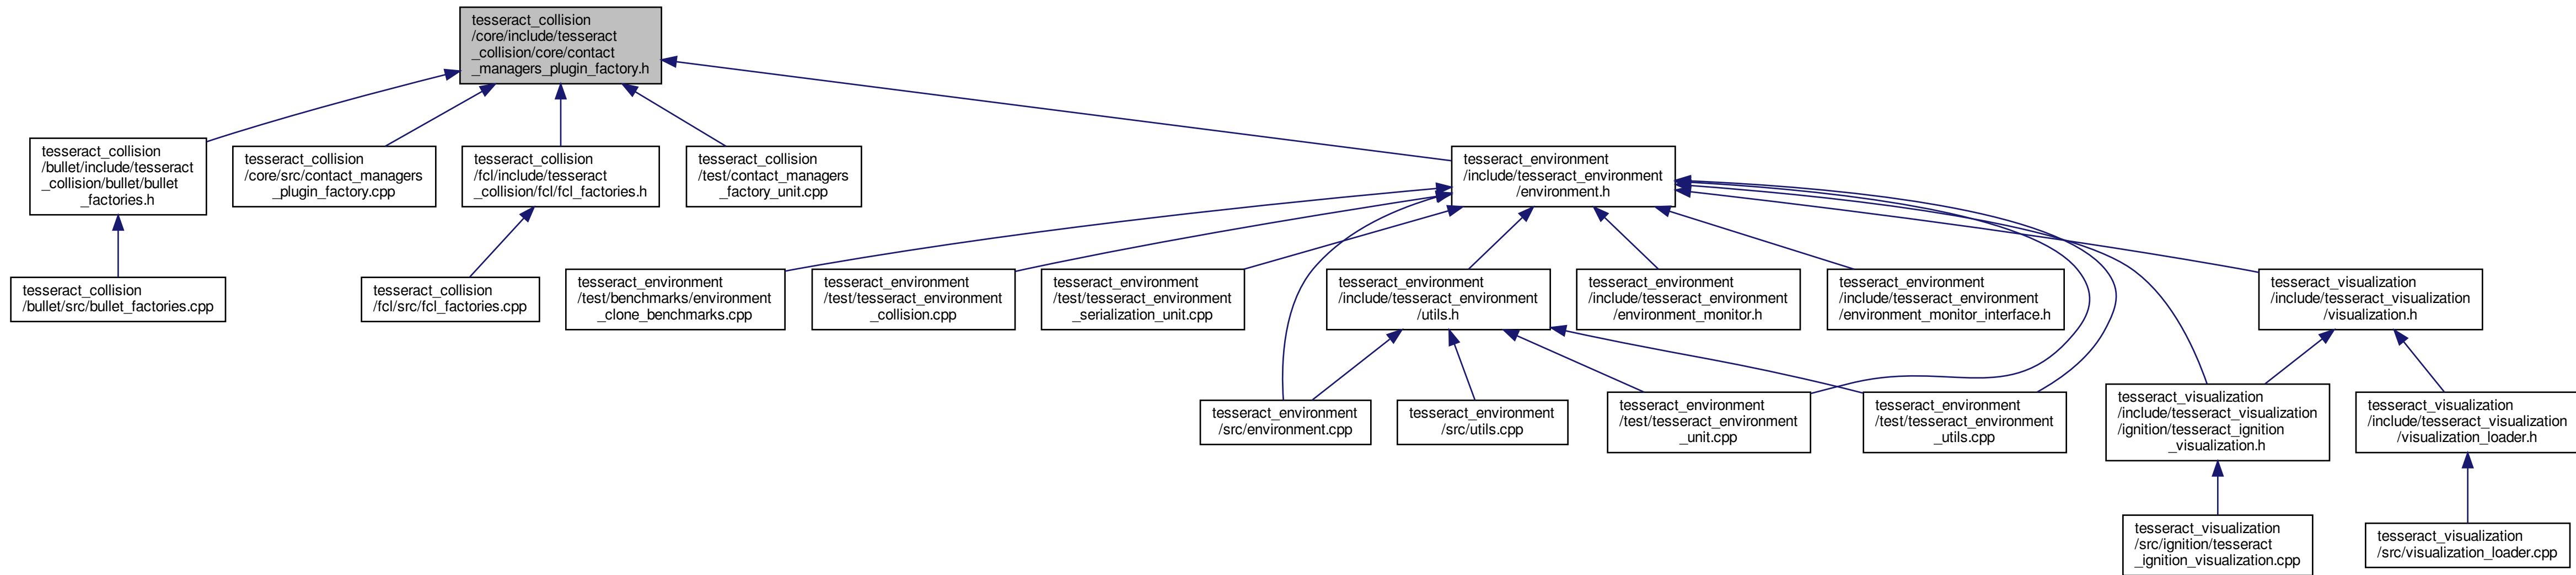 tesseract_collision
/core/include/tesseract
_collision/core/contact
_managers_plugin_factory.h
tesseract_collision
/bullet/include/tesseract
_collision/bullet/bullet
_factories.h
tesseract_collision
/core/src/contact_managers
_plugin_factory.cpp
tesseract_collision
/fcl/include/tesseract
_collision/fcl/fcl_factories.h
tesseract_collision
/test/contact_managers
_factory_unit.cpp
tesseract_environment
/include/tesseract_environment
/environment.h
tesseract_collision
/bullet/src/bullet_factories.cpp
tesseract_collision
/fcl/src/fcl_factories.cpp
tesseract_environment
/test/benchmarks/environment
_clone_benchmarks.cpp
tesseract_environment
/test/tesseract_environment
_collision.cpp
tesseract_environment
/test/tesseract_environment
_serialization_unit.cpp
tesseract_environment
/include/tesseract_environment
/utils.h
tesseract_environment
/include/tesseract_environment
/environment_monitor.h
tesseract_environment
/include/tesseract_environment
/environment_monitor_interface.h
tesseract_visualization
/include/tesseract_visualization
/visualization.h
tesseract_environment
/src/environment.cpp
tesseract_environment
/src/utils.cpp
tesseract_environment
/test/tesseract_environment
_unit.cpp
tesseract_environment
/test/tesseract_environment
_utils.cpp
tesseract_visualization
/include/tesseract_visualization
/ignition/tesseract_ignition
_visualization.h
tesseract_visualization
/include/tesseract_visualization
/visualization_loader.h
tesseract_visualization
/src/ignition/tesseract
_ignition_visualization.cpp
tesseract_visualization
/src/visualization_loader.cpp